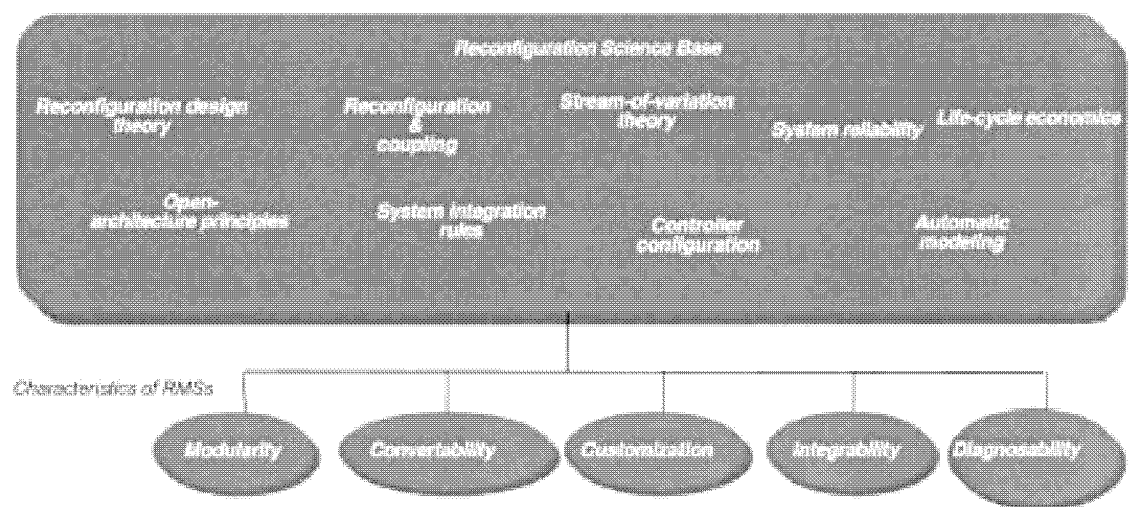 Reconfiguration Science Base
Reconfiguration design
theory
Reconfiguration
&
coupling
Stream-of-variation
theory
System reliability
Life-cycle economics
Open-
architecture principles
System integration
rules
Controller
configuration
Automatic
modeling
Characteristics of RMSs
Modularity
Convertability
Customization
Integrability
Diagnosability